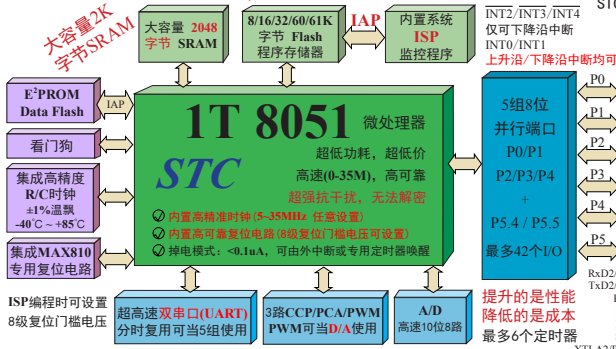 大容量2K
字节SRAM
大容量 2048
字节 SRAM
8/16/32/60/61K
字节 Flash
程序存储器
IAP
内置系统
ISP
监控程序
INT2/INT3/INT4
仅可下降沿中断
INT0/INT1
上升沿/下降沿中断均可
E²PROM
Data Flash
IAP
看门狗
集成高精度
R/C时钟
±1%温飘
-40℃～+85℃
集成MAX810
专用复位电路
ISP编程时可设置
8级复位门槛电压
1T 8051 微处理器
STC
超低功耗，超低价
高速(0-35M)，高可靠
超强抗干扰，无法解密
内置高精准时钟(5~35MHz 任意设置)
内置高可靠复位电路(8级复位门槛电压可设置)
掉电模式：<0.1uA，可由外中断或专用定时器唤醒
超高速双串口(UART)
分时复用可当5组使用
3路CCP/PCA/PWM
PWM可当D/A使用
A/D
高速10位8路
5组8位
并行端口
P0/P1
P2/P3/P4
+
P5.4 / P5.5
最多42个I/O
P0
P1
P2
P3
P4
P5
RxD2/
TxD2/
提升的是性能
降低的是成本
最多6个定时器